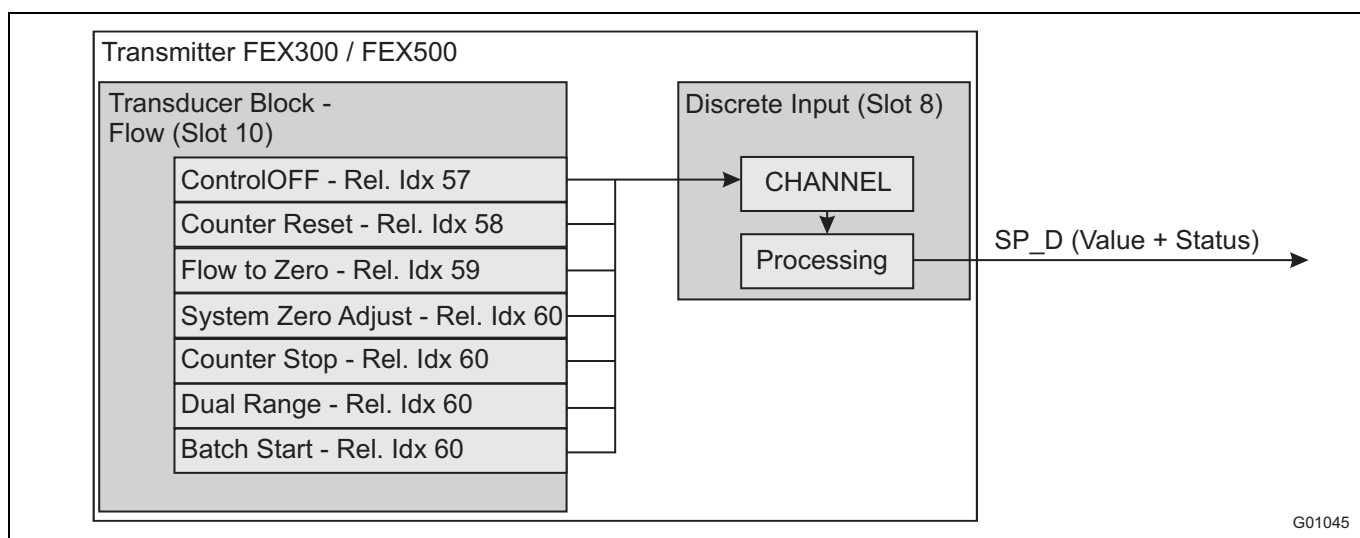 Transmitter FEX300 / FEX500
Transducer Block -
Flow (Slot 10)
ControlOFF - Rel. Idx 57
Counter Reset - Rel. Idx 58
Flow to Zero - Rel. Idx 59
System Zero Adjust - Rel. Idx 60
Counter Stop - Rel. Idx 60
Dual Range - Rel. Idx 60
Batch Start - Rel. Idx 60
Discrete Input (Slot 8)
CHANNEL
Processing
SP_D (Value + Status)
G01045